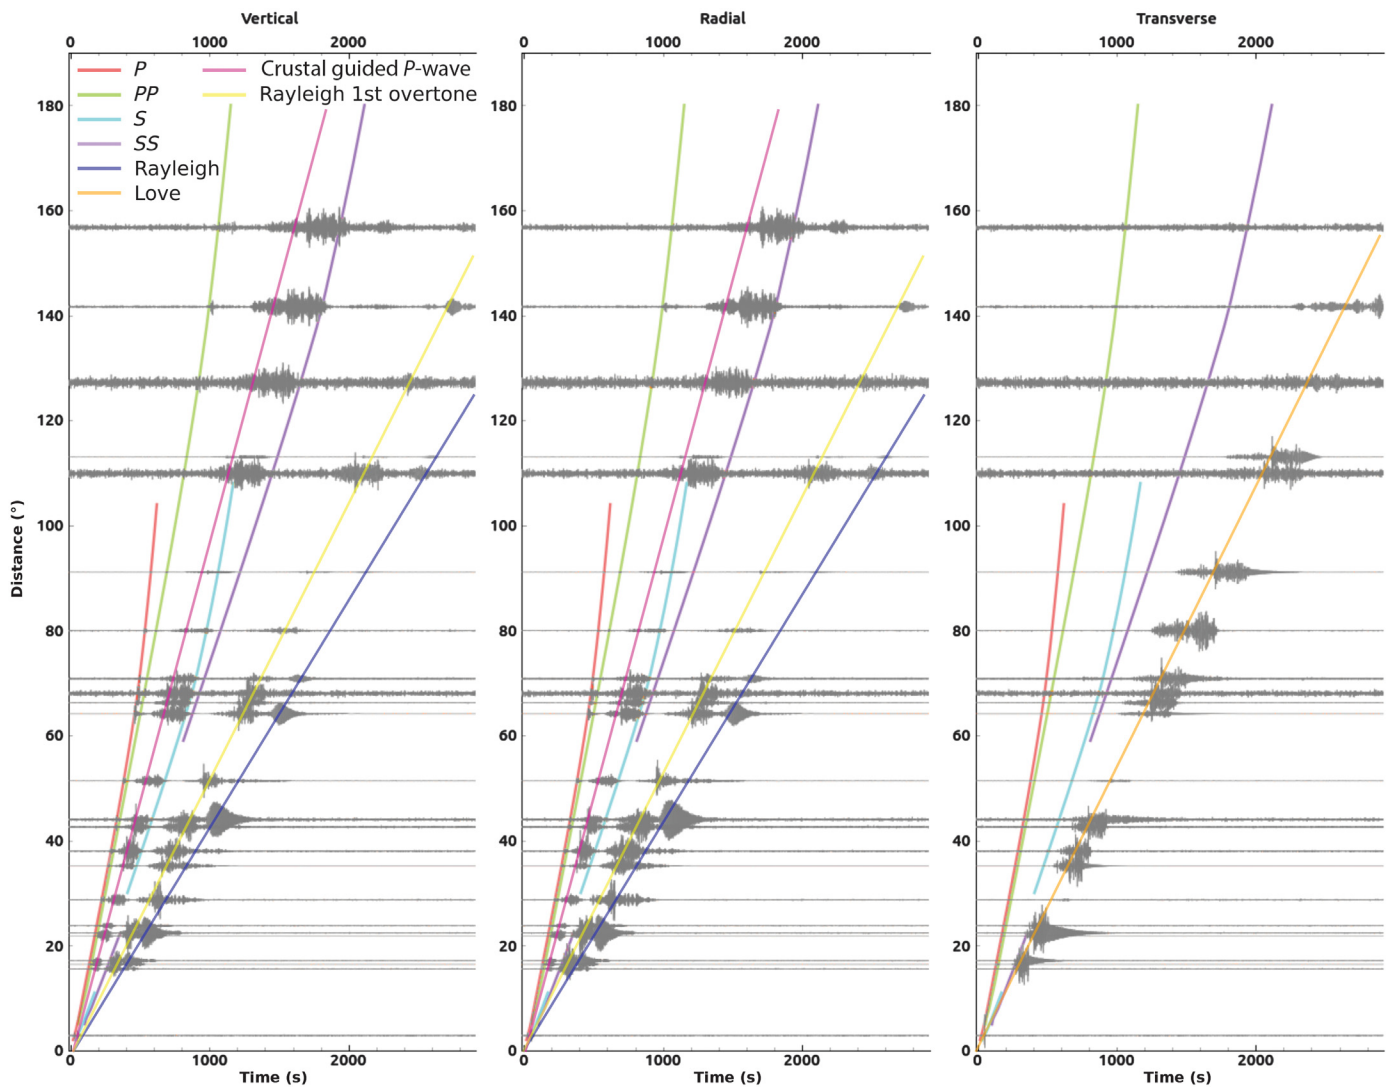 Vertical
Radial
Transverse
0 1000 2000
0 1000 2000
0 1000 2000
P
Crustal guided P-wave
PP
Rayleigh 1st overtone
S
SS
Rayleigh
Love
180
160
140
120
100
80
60
40
20
0
180
160
140
120
100
80
60
40
20
0
180
160
140
120
100
80
60
40
20
0
Distance (°)
0 1000 2000
0 1000 2000
0 1000 2000
Time (s)
Time (s)
Time (s)